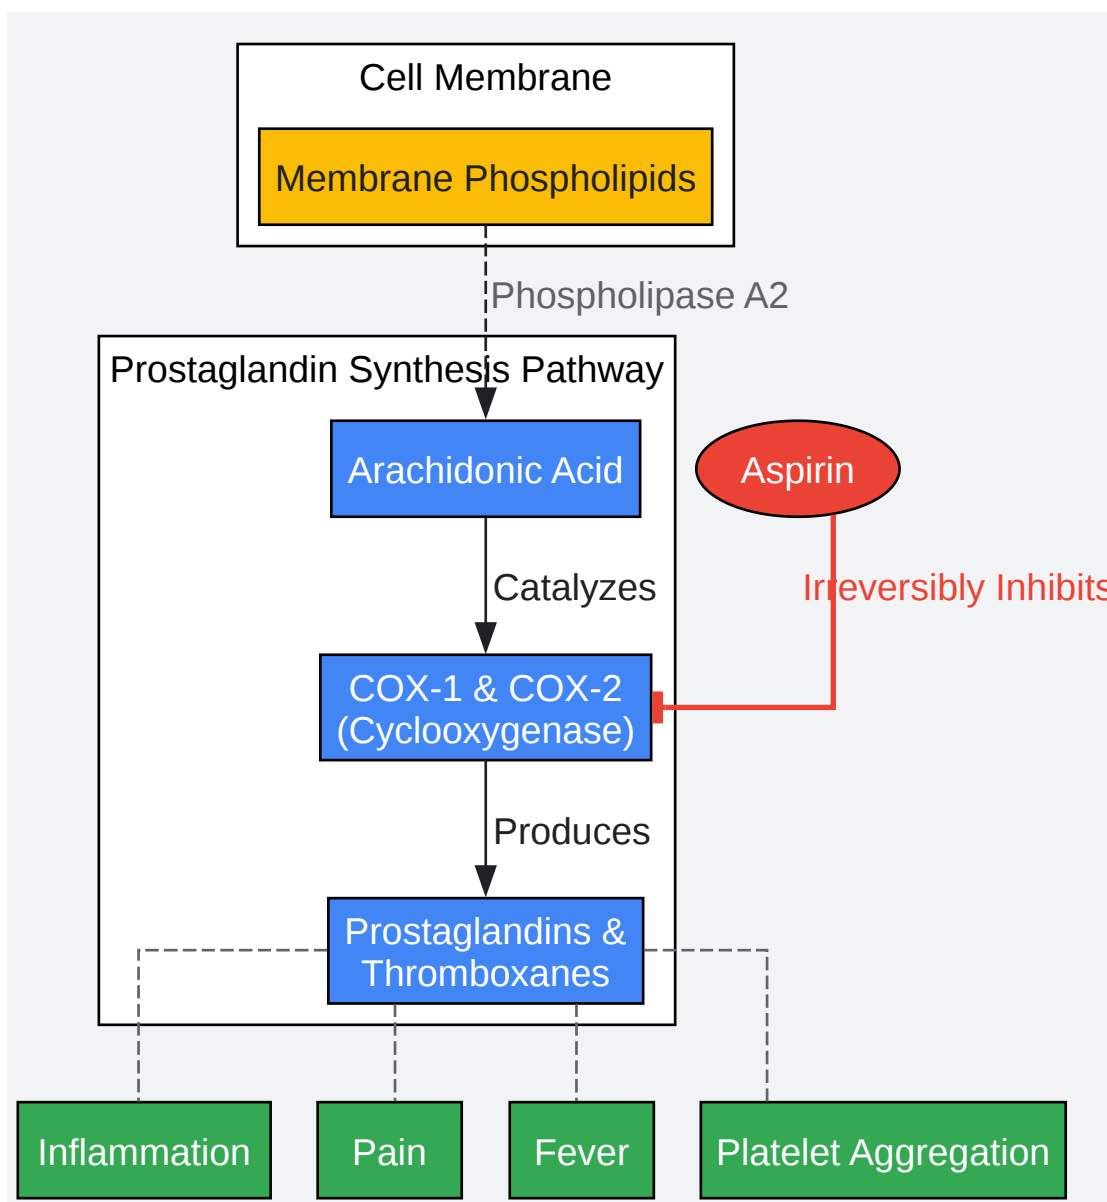 Cell Membrane
Membrane Phospholipids
Phospholipase A2
Prostaglandin Synthesis Pathway
Arachidonic Acid
Aspirin
Catalyzes
Irreversibly Inhibits
COX-1 & COX-2
(Cyclooxygenase)
Produces
Prostaglandins &
Thromboxanes
Inflammation
Pain
Fever
Platelet Aggregation